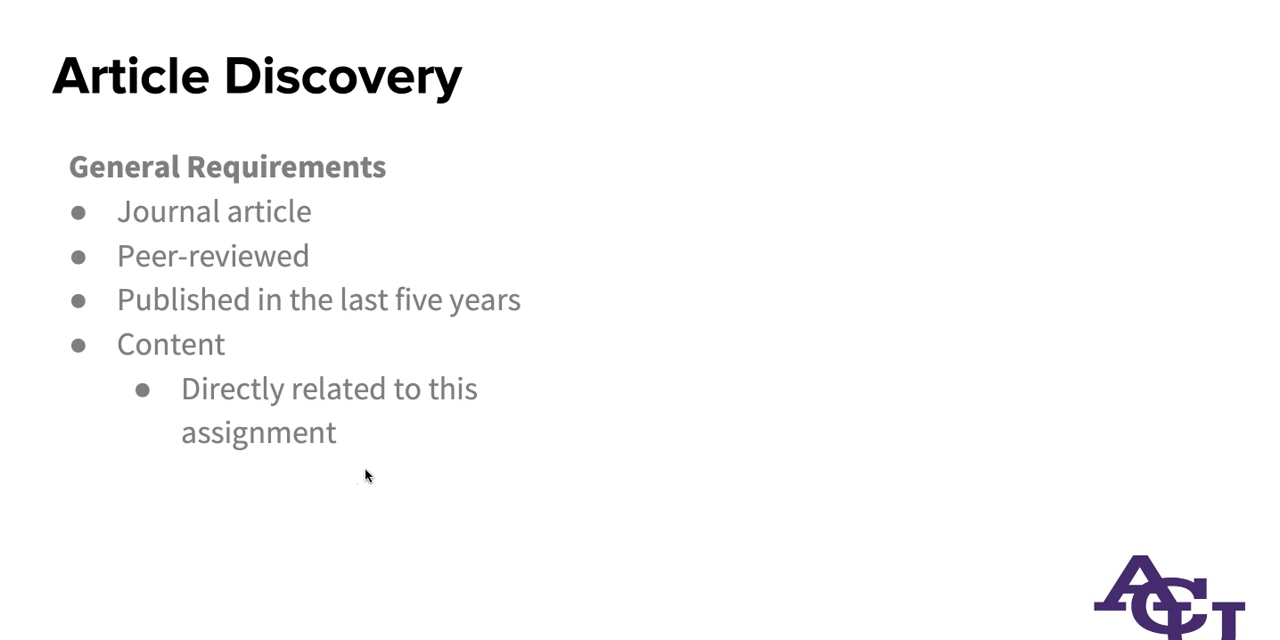 Article Discovery
General Requirements
● Journal article
● Peer-reviewed
● Published in the last five years
● Content
● Directly related to this
assignment